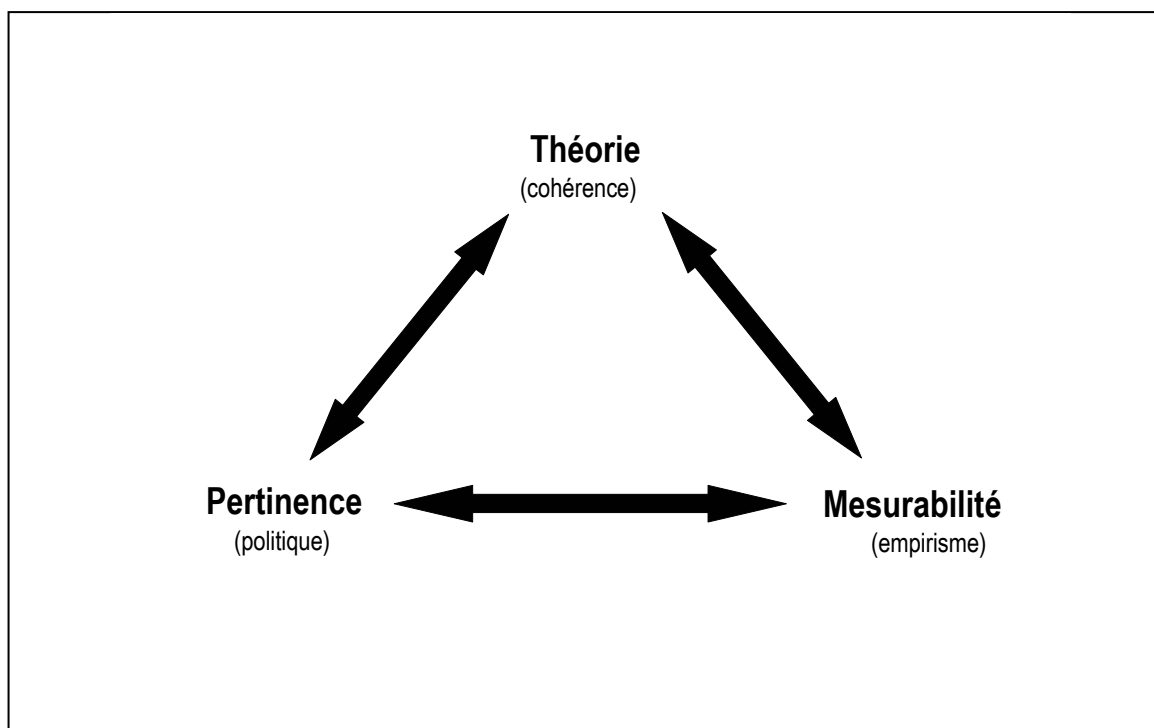 Théorie
(cohérence)
Pertinence
(politique)
Mesurabilité
(empirisme)